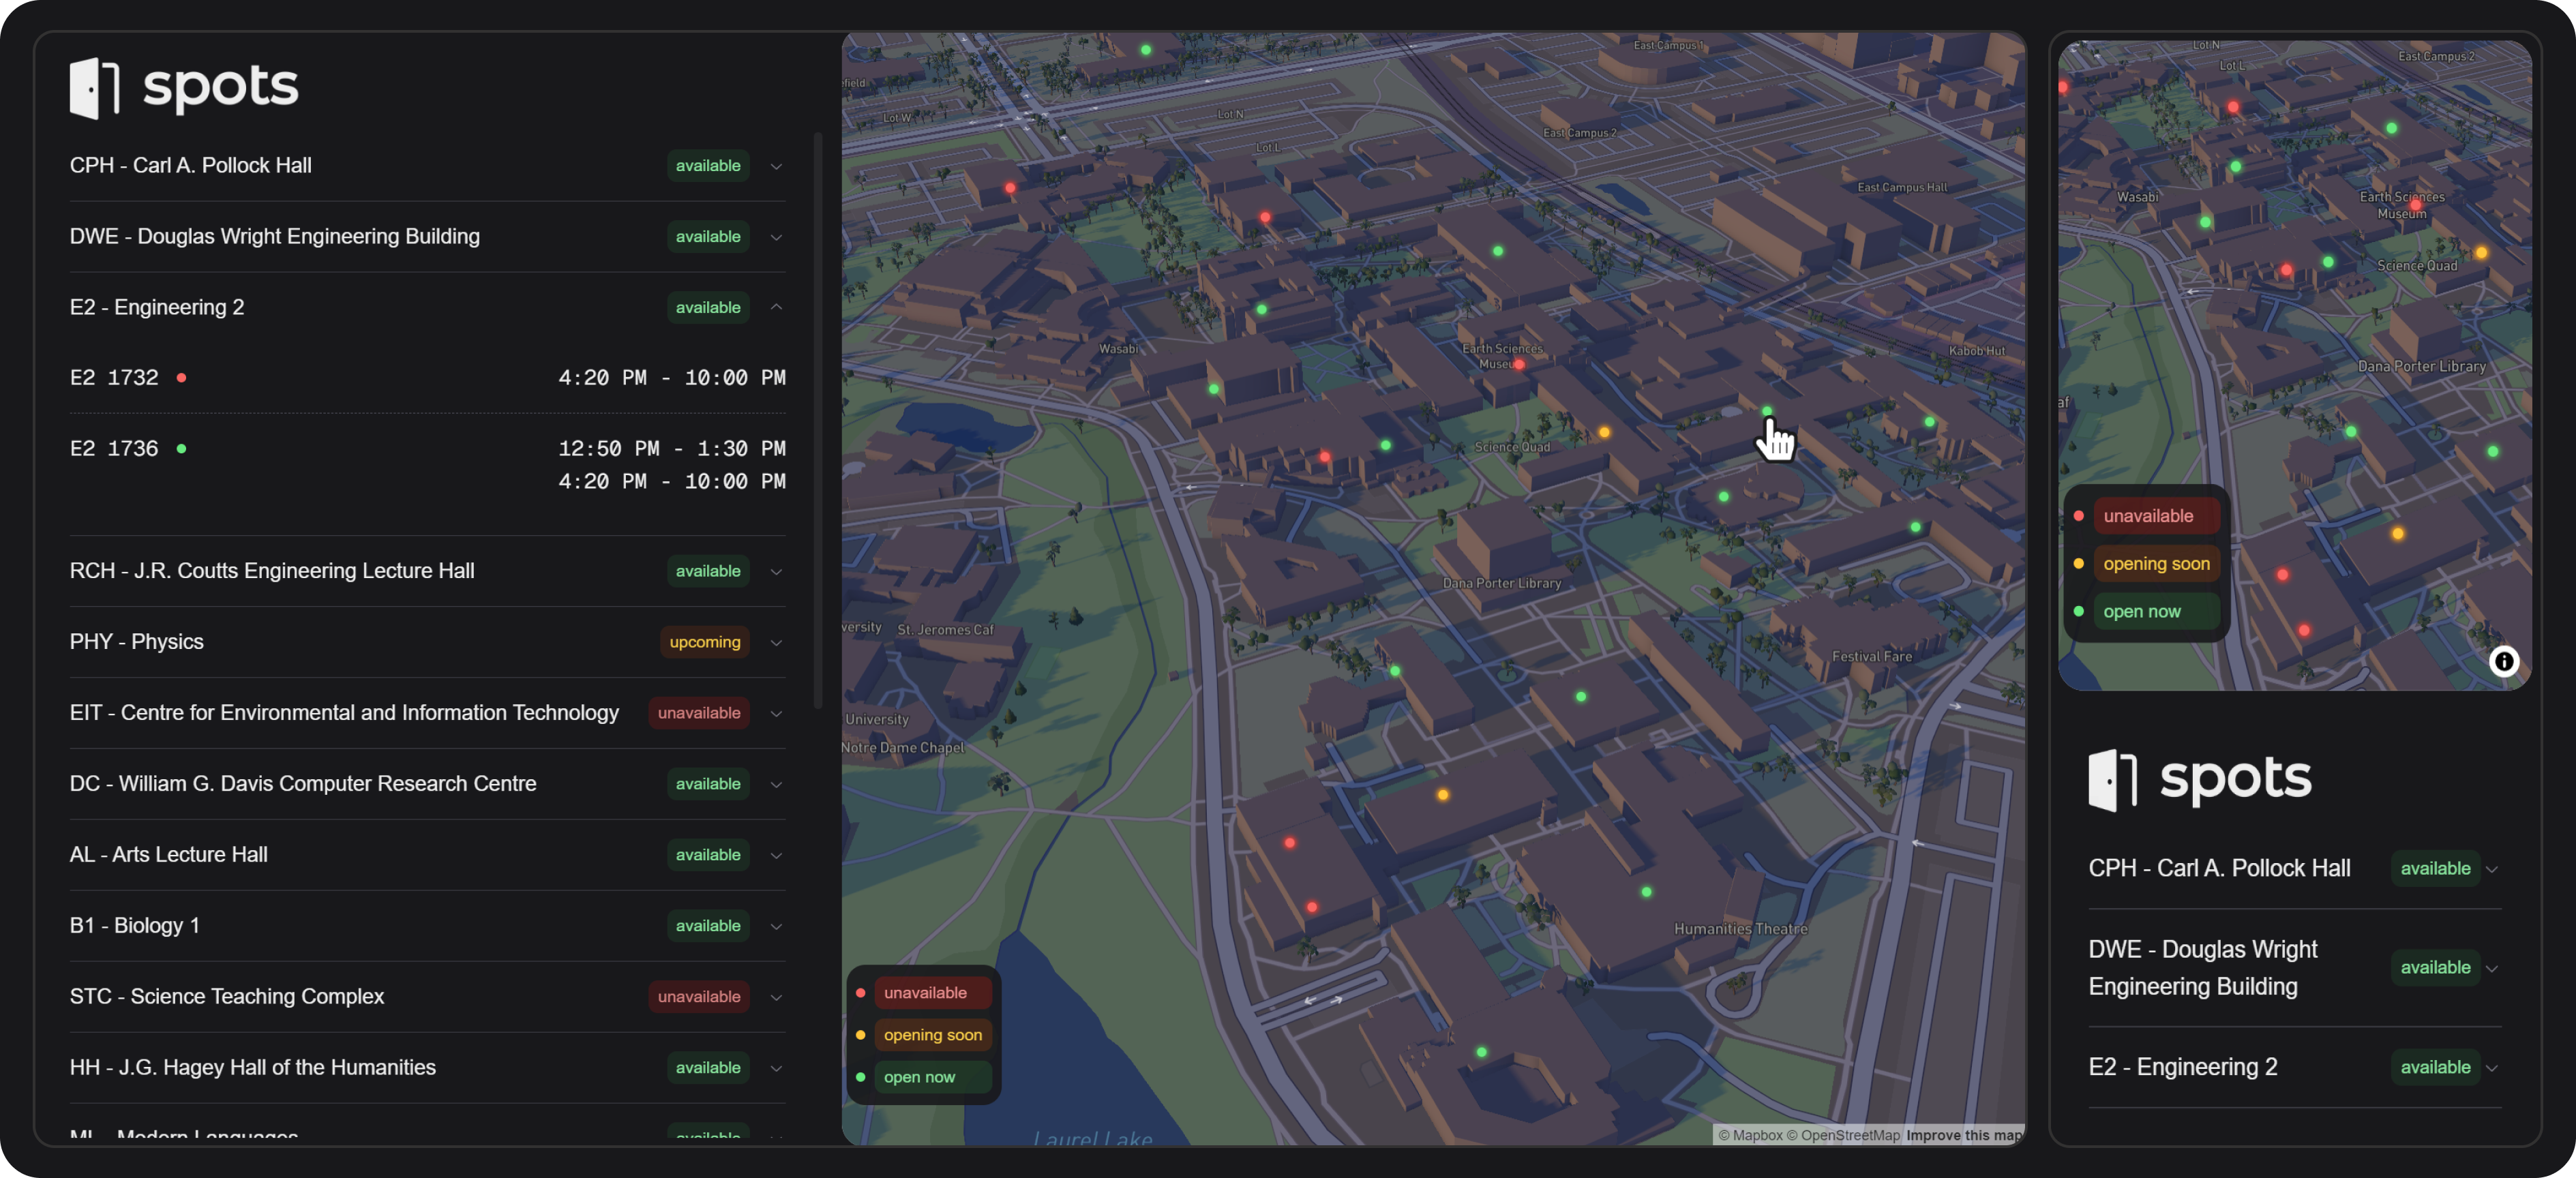 spots
CPH - Carl A. Pollock Hall available
DWE - Douglas Wright Engineering Building available
E2 - Engineering 2 available
E2 1732 4:20 PM - 10:00 PM
E2 1736 12:50 PM - 1:30 PM
4:20 PM - 10:00 PM
RCH - J.R. Coutts Engineering Lecture Hall available
PHY - Physics upcoming
EIT - Centre for Environmental and Information Technology unavailable
DC - William G. Davis Computer Research Centre available
AL - Arts Lecture Hall available
B1 - Biology 1 available
STC - Science Teaching Complex unavailable
HH - J.G. Hagey Hall of the Humanities available
ML - Modern Languages available
East Campus 1
efield
Lot W
Lot N
East Campus 2
Lot L
East Campus Hall
Wasabi
Earth Sciences
Museu
Kabob Hut
Science Quad
Dana Porter Library
versity
St. Jeromes Caf
Festival Fare
University
Notre Dame Chapel
Humanities Theatre
unavailable
opening soon
open now
Laurel Lake
© Mapbox © OpenStreetMap Improve this map
Lot N
East Campus 2
Lot L
Wasabi
Earth Sciences
Museum
Science Quad
Dana Porter Library
af
unavailable
opening soon
open now
spots
CPH - Carl A. Pollock Hall available
DWE - Douglas Wright
Engineering Building available
E2 - Engineering 2 available